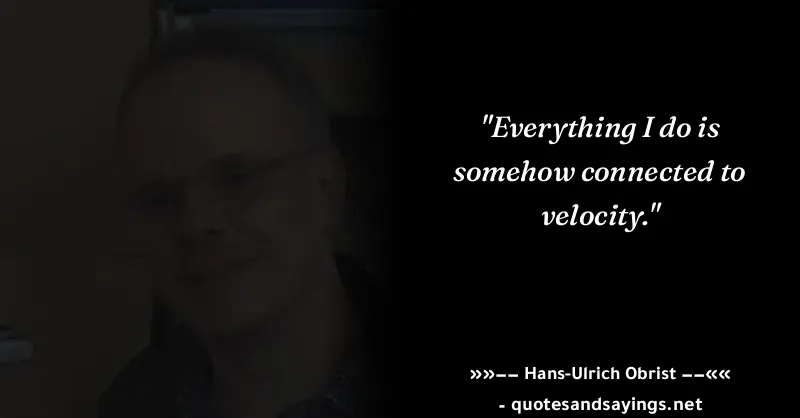 "Everything I do is
somehow connected to
velocity."
»»−− Hans-Ulrich Obrist −−««
- quotesandsayings.net